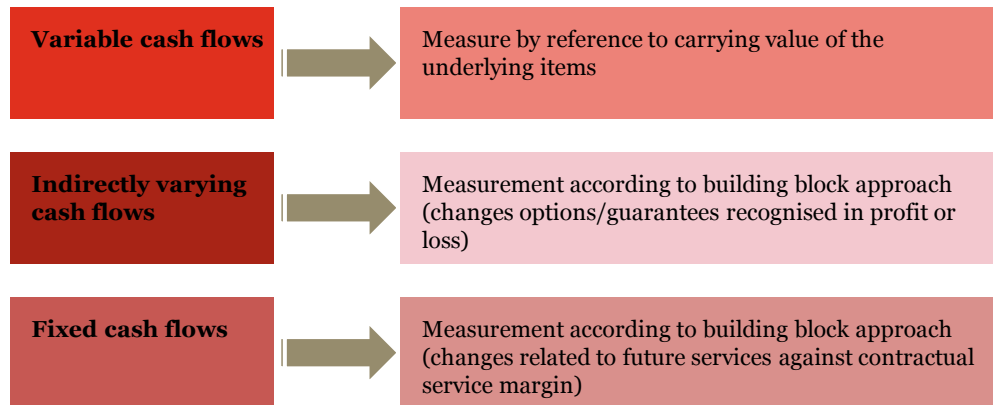 Variable cash flows
Measure by reference to carrying value of the
underlying items
Indirectly varying
cash flows
Measurement according to building block approach
(changes options/guarantees recognised in profit or
loss)
Fixed cash flows
Measurement according to building block approach
(changes related to future services against contractual
service margin)